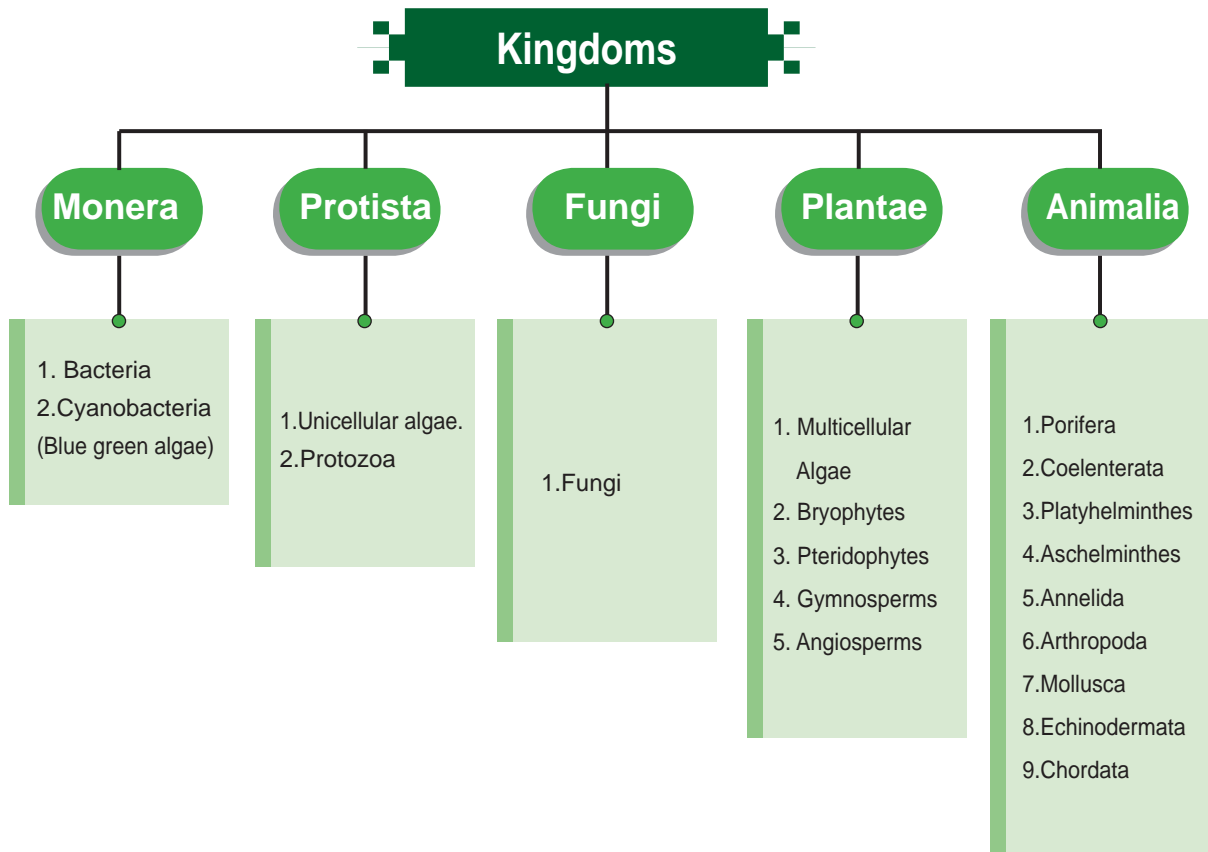 Kingdoms
Monera
Protista
Fungi
Plantae
Animalia
1. Bacteria
2.Cyanobacteria
(Blue green algae)
1.Unicellular algae.
2.Protozoa
1.Fungi
1. Multicellular
Algae
2. Bryophytes
3. Pteridophytes
4. Gymnosperms
5. Angiosperms
1.Porifera
2.Coelenterata
3.Platyhelminthes
4.Aschelminthes
5.Annelida
6.Arthropoda
7.Mollusca
8.Echinodermata
9.Chordata